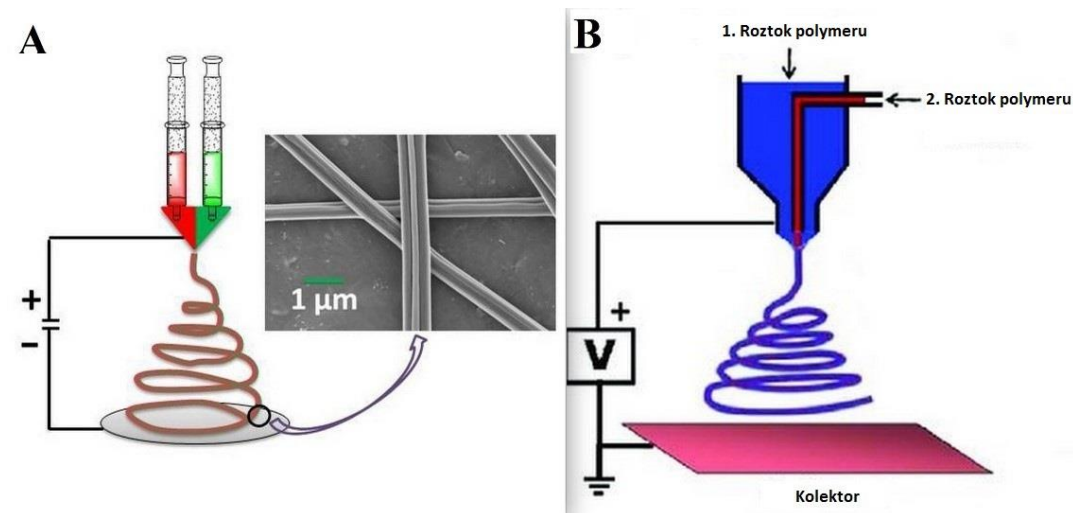 A
+
−
1 µm
B
1. Roztok polymeru
2. Roztok polymeru
+
V
Kolektor